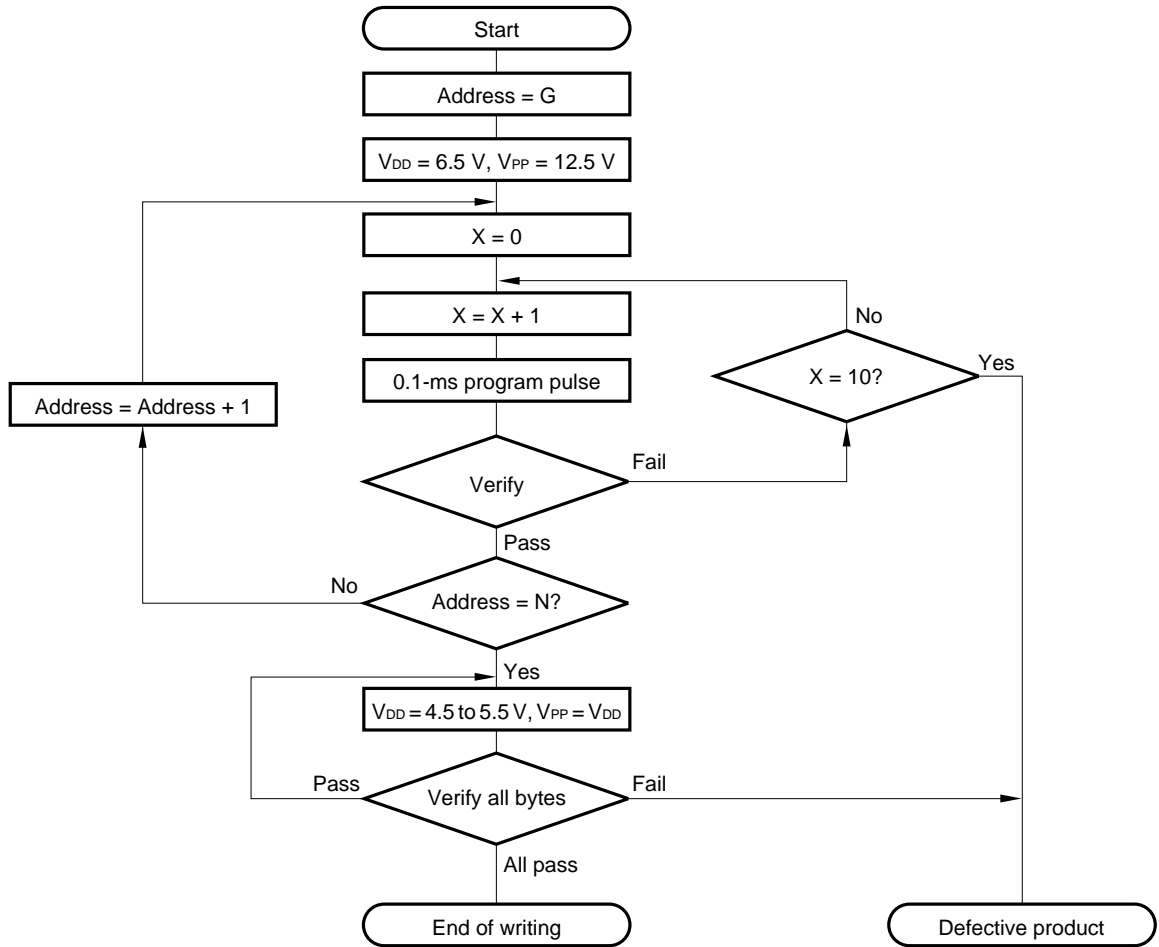 Start
Address = G
VDD = 6.5 V, VPP = 12.5 V
X = 0
X = X + 1
No
0.1-ms program pulse
X = 10?
Yes
Address = Address + 1
Verify
Fail
Pass
No
Address = N?
Yes
VDD = 4.5 to 5.5 V, VPP = VDD
Pass
Verify all bytes
Fail
All pass
End of writing
Defective product